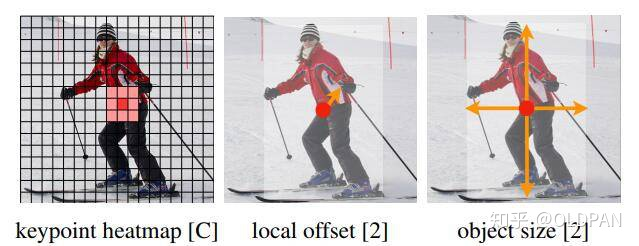 keypoint heatmap [C]
local offset [2]
object size [2]
知乎 @OLDPAN